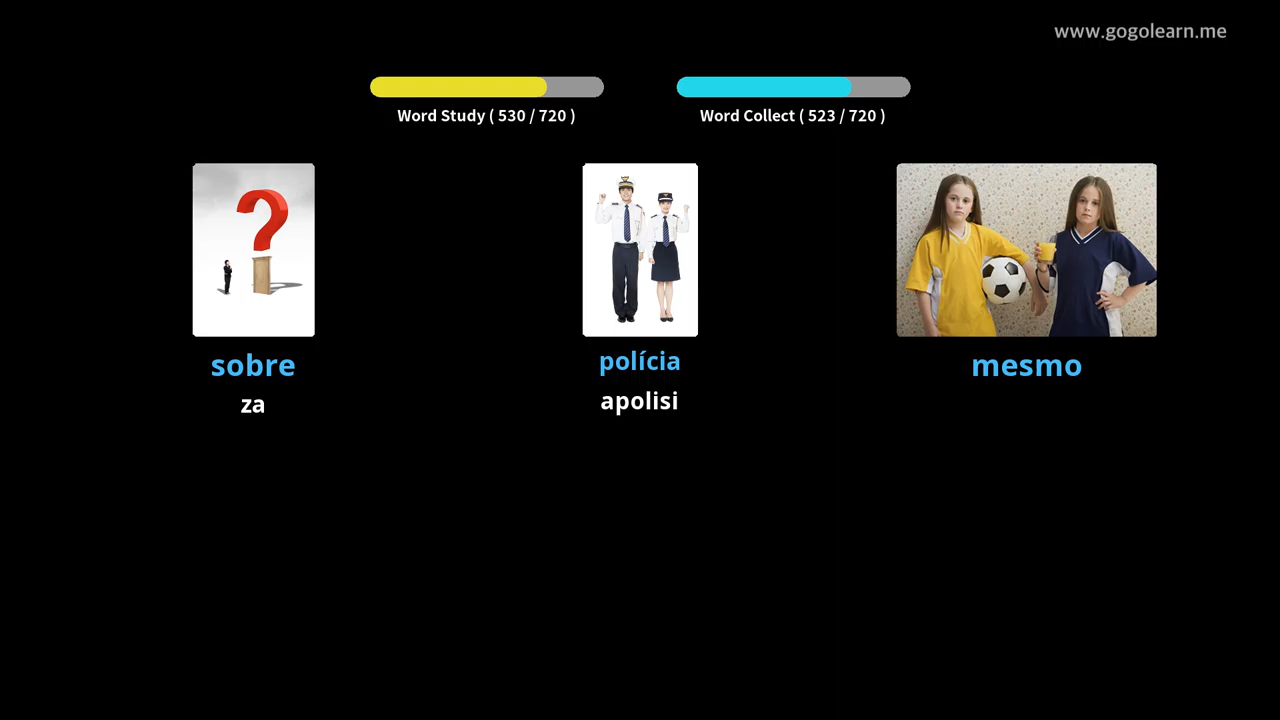 www.gogolearn.me
Word Study ( 530 / 720 )
Word Collect ( 523 / 720 )
sobre
za
polícia
apolisi
mesmo